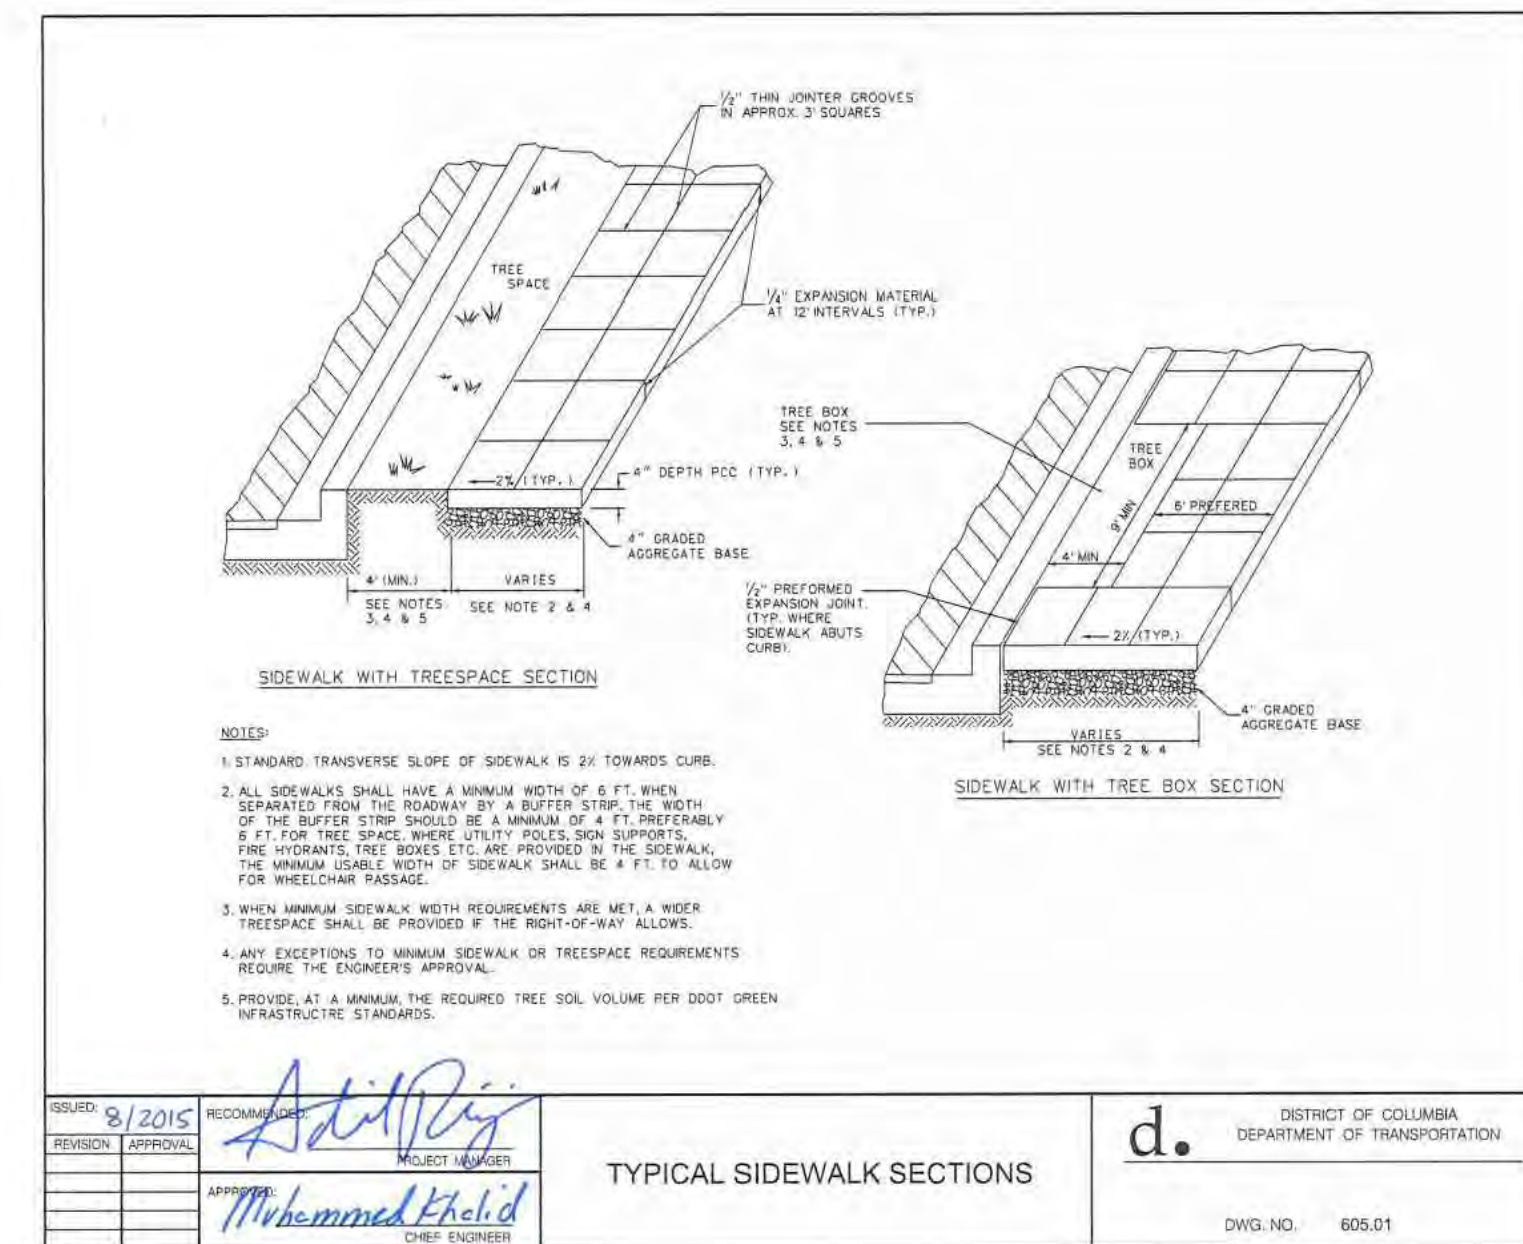 1/2" THIN JOINTER GROOVES
IN APPROX. 3' SQUARES
TREE
SPACE
1/4" EXPANSION MATERIAL
AT 12' INTERVALS (TYP.)
2% (TYP.)
4" DEPTH PCC (TYP.)
4" GRADED
AGGREGATE BASE
4' (MIN.)
SEE NOTES
3, 4 & 5
VARIES
SEE NOTE 2 & 4
SIDEWALK WITH TREESPACE SECTION
TREE BOX
SEE NOTES
3, 4 & 5
TREE
BOX
9' MIN
6' PREFERED
4' MIN
1/2" PREFORMED
EXPANSION JOINT.
(TYP. WHERE
SIDEWALK ABUTS
CURB).
2% (TYP.)
4" GRADED
AGGREGATE BASE
VARIES
SEE NOTES 2 & 4
SIDEWALK WITH TREE BOX SECTION
NOTES:
1. STANDARD TRANSVERSE SLOPE OF SIDEWALK IS 2% TOWARDS CURB.
2. ALL SIDEWALKS SHALL HAVE A MINIMUM WIDTH OF 6 FT. WHEN
SEPARATED FROM THE ROADWAY BY A BUFFER STRIP. THE WIDTH
OF THE BUFFER STRIP SHOULD BE A MINIMUM OF 4 FT. PREFERABLY
6 FT. FOR TREE SPACE. WHERE UTILITY POLES, SIGN SUPPORTS,
FIRE HYDRANTS, TREE BOXES ETC. ARE PROVIDED IN THE SIDEWALK,
THE MINIMUM USABLE WIDTH OF SIDEWALK SHALL BE 4 FT. TO ALLOW
FOR WHEELCHAIR PASSAGE.
3. WHEN MINIMUM SIDEWALK WIDTH REQUIREMENTS ARE MET, A WIDER
TREESPACE SHALL BE PROVIDED IF THE RIGHT-OF-WAY ALLOWS.
4. ANY EXCEPTIONS TO MINIMUM SIDEWALK OR TREESPACE REQUIREMENTS
REQUIRE THE ENGINEER'S APPROVAL.
5. PROVIDE, AT A MINIMUM, THE REQUIRED TREE SOIL VOLUME PER DDOT GREEN
INFRASTRUCTRE STANDARDS.
ISSUED: 8/2015
REVISION APPROVAL
RECOMMENDED:
PROJECT MANAGER
APPROVED:
Muhammed Khalid
CHIEF ENGINEER
TYPICAL SIDEWALK SECTIONS
d.
DISTRICT OF COLUMBIA
DEPARTMENT OF TRANSPORTATION
DWG. NO. 605.01